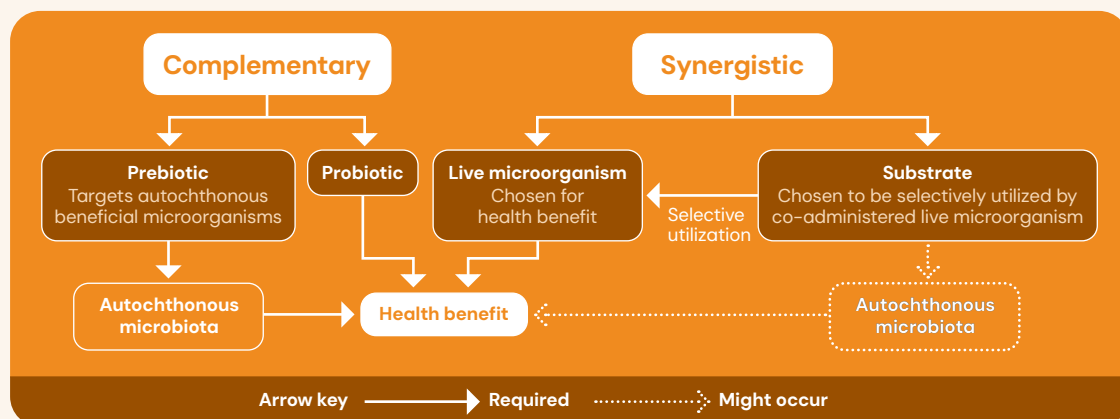 Complementary
Synergistic
Prebiotic
Targets autochthonous
beneficial microorganisms
Probiotic
Live microorganism
Chosen for
health benefit
Selective
utilization
Substrate
Chosen to be selectively utilized by
co-administered live microorganism
Autochthonous
microbiota
Health benefit
Autochthonous
microbiota
Arrow key
Required
Might occur